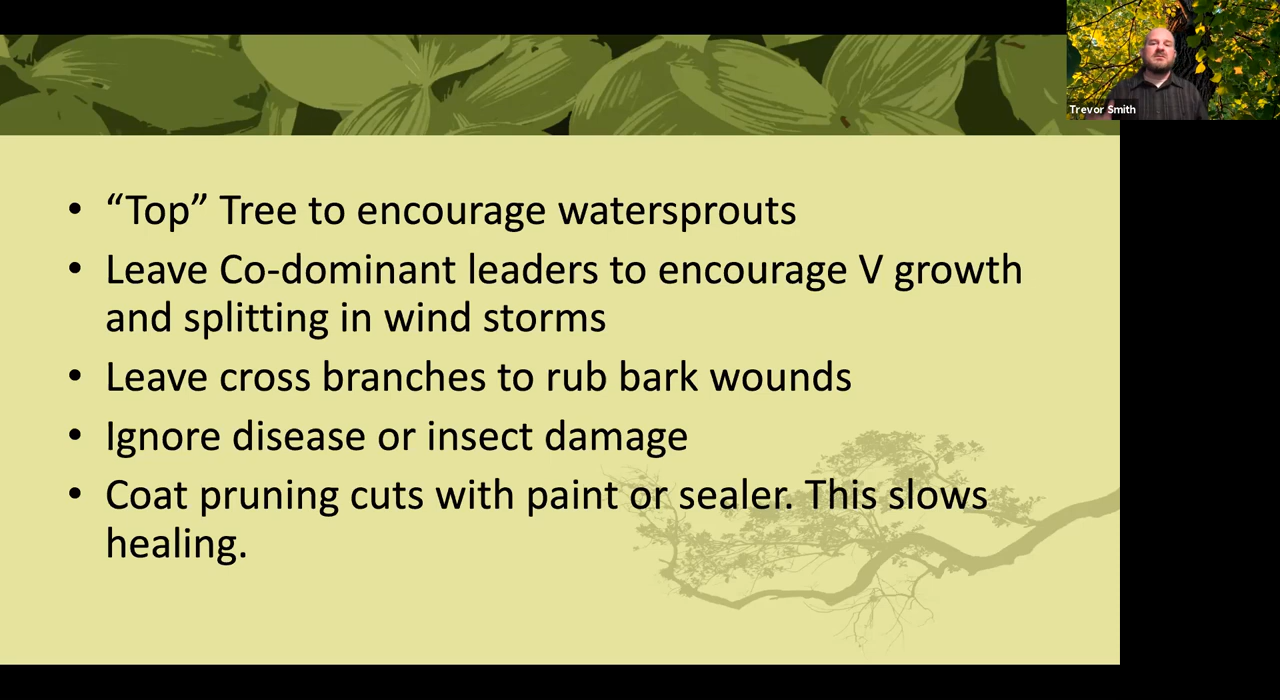 Trevor Smith
• “Top” Tree to encourage watersprouts
• Leave Co-dominant leaders to encourage V growth
and splitting in wind storms
• Leave cross branches to rub bark wounds
• Ignore disease or insect damage
• Coat pruning cuts with paint or sealer. This slows
healing.